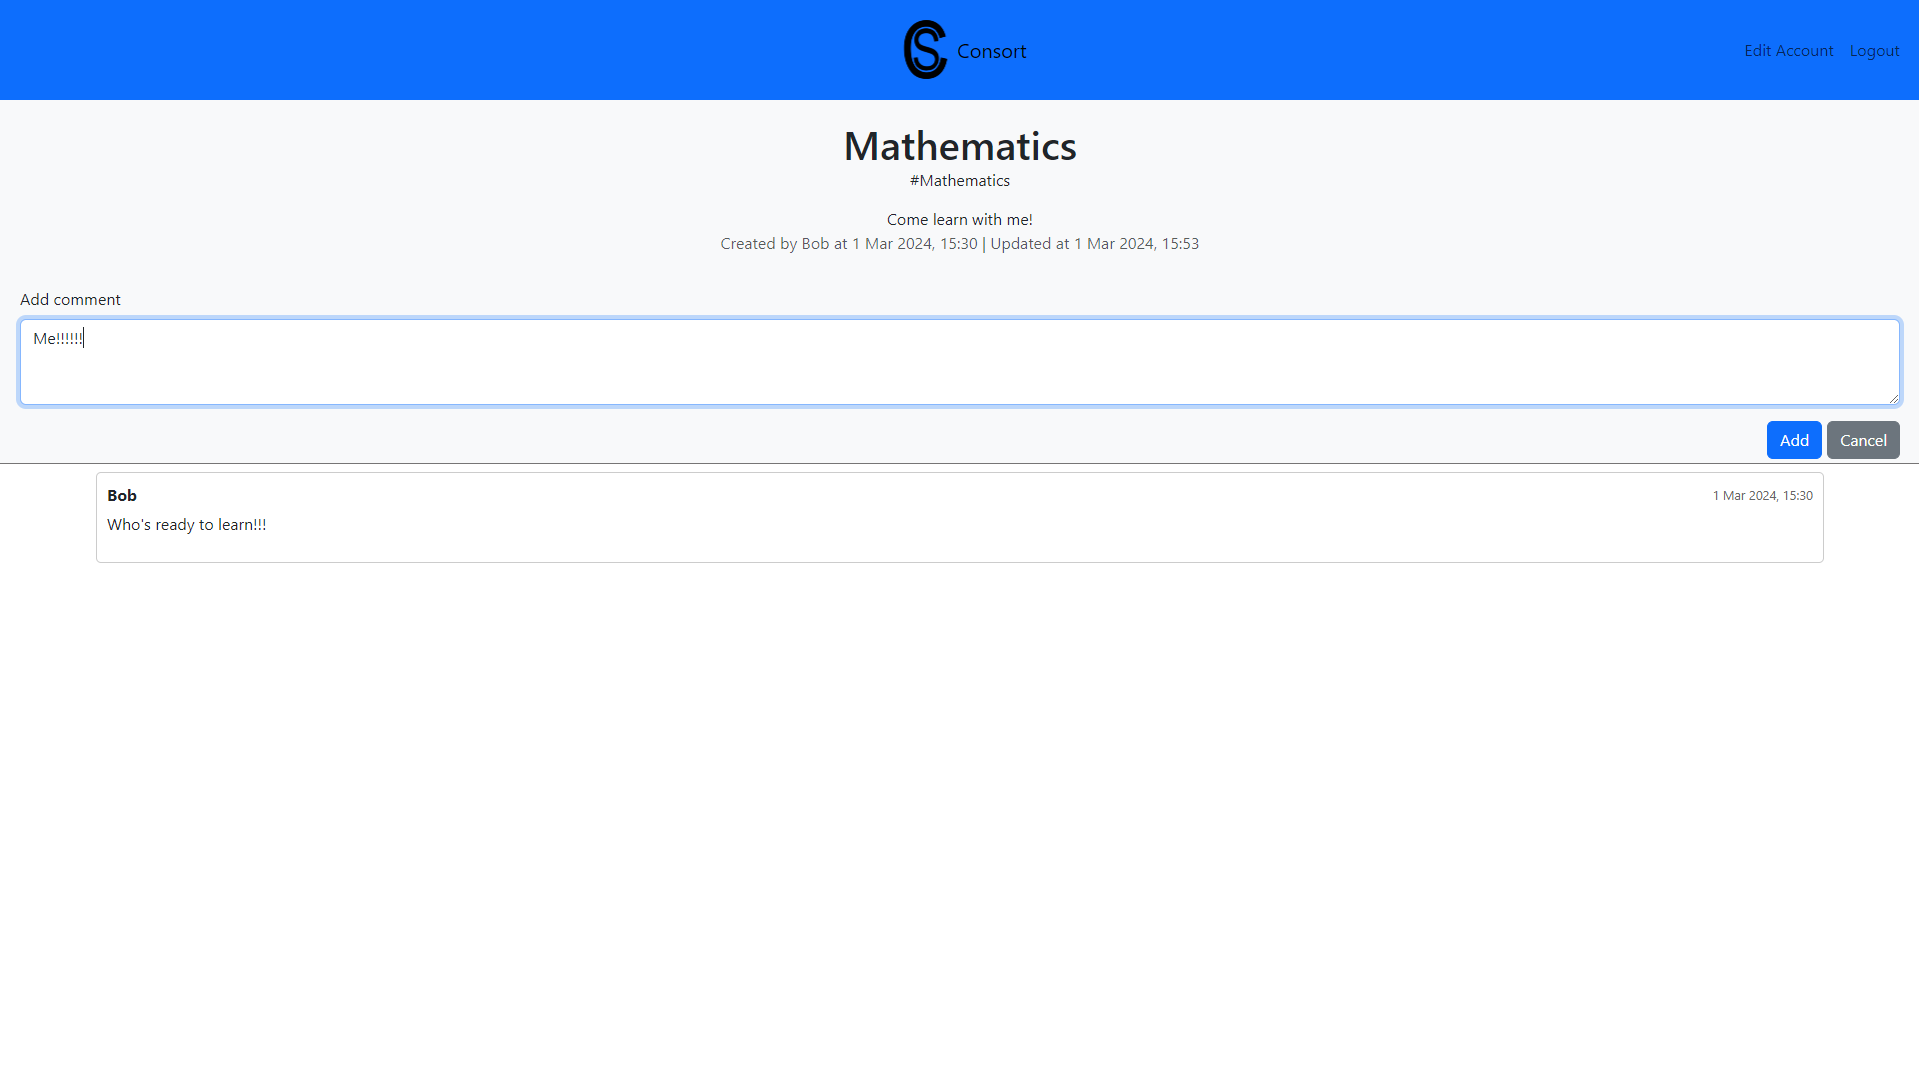 Consort
Edit Account Logout
Mathematics
#Mathematics
Come learn with me!
Created by Bob at 1 Mar 2024, 15:30 | Updated at 1 Mar 2024, 15:53
Add comment
Me!!!!!!
Add Cancel
Bob 1 Mar 2024, 15:30
Who's ready to learn!!!